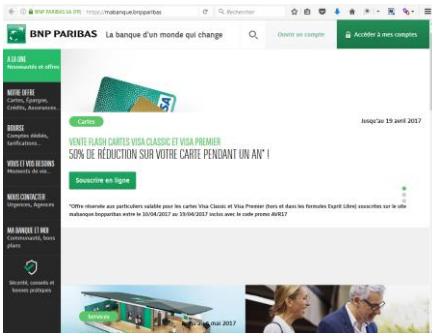 BNP PARIBAS SA (FR) https://mabanque.bnpparibas
Rechercher
BNP PARIBAS La banque d'un monde qui change
Ouvrir un compte
Accéder à mes comptes
A LA UNE
Nouveautés et offres
NOTRE OFFRE
Cartes, Épargne,
Crédits, Assurances...
BOURSE
Comptes dédiés,
tarifications...
VOUS ET VOS BESOINS
Moments de vie...
NOUS CONTACTER
Urgences, Agences
MA BANQUE ET MOI
Communauté, bons
plans
Sécurité, conseils et
bonnes pratiques
Cartes
Jusqu'au 19 avril 2017
VENTE FLASH CARTES VISA CLASSIC ET VISA PREMIER
50% DE RÉDUCTION SUR VOTRE CARTE PENDANT UN AN* !
Souscrire en ligne
*Offre réservée aux particuliers valable pour les cartes Visa Classic et Visa Premier (hors et dans les formules Esprit Libre) souscrites sur le site
mabanque bnpparibas entre le 10/04/2017 au 19/04/2017 inclus avec le code promo AVR17
Services
mai 2017